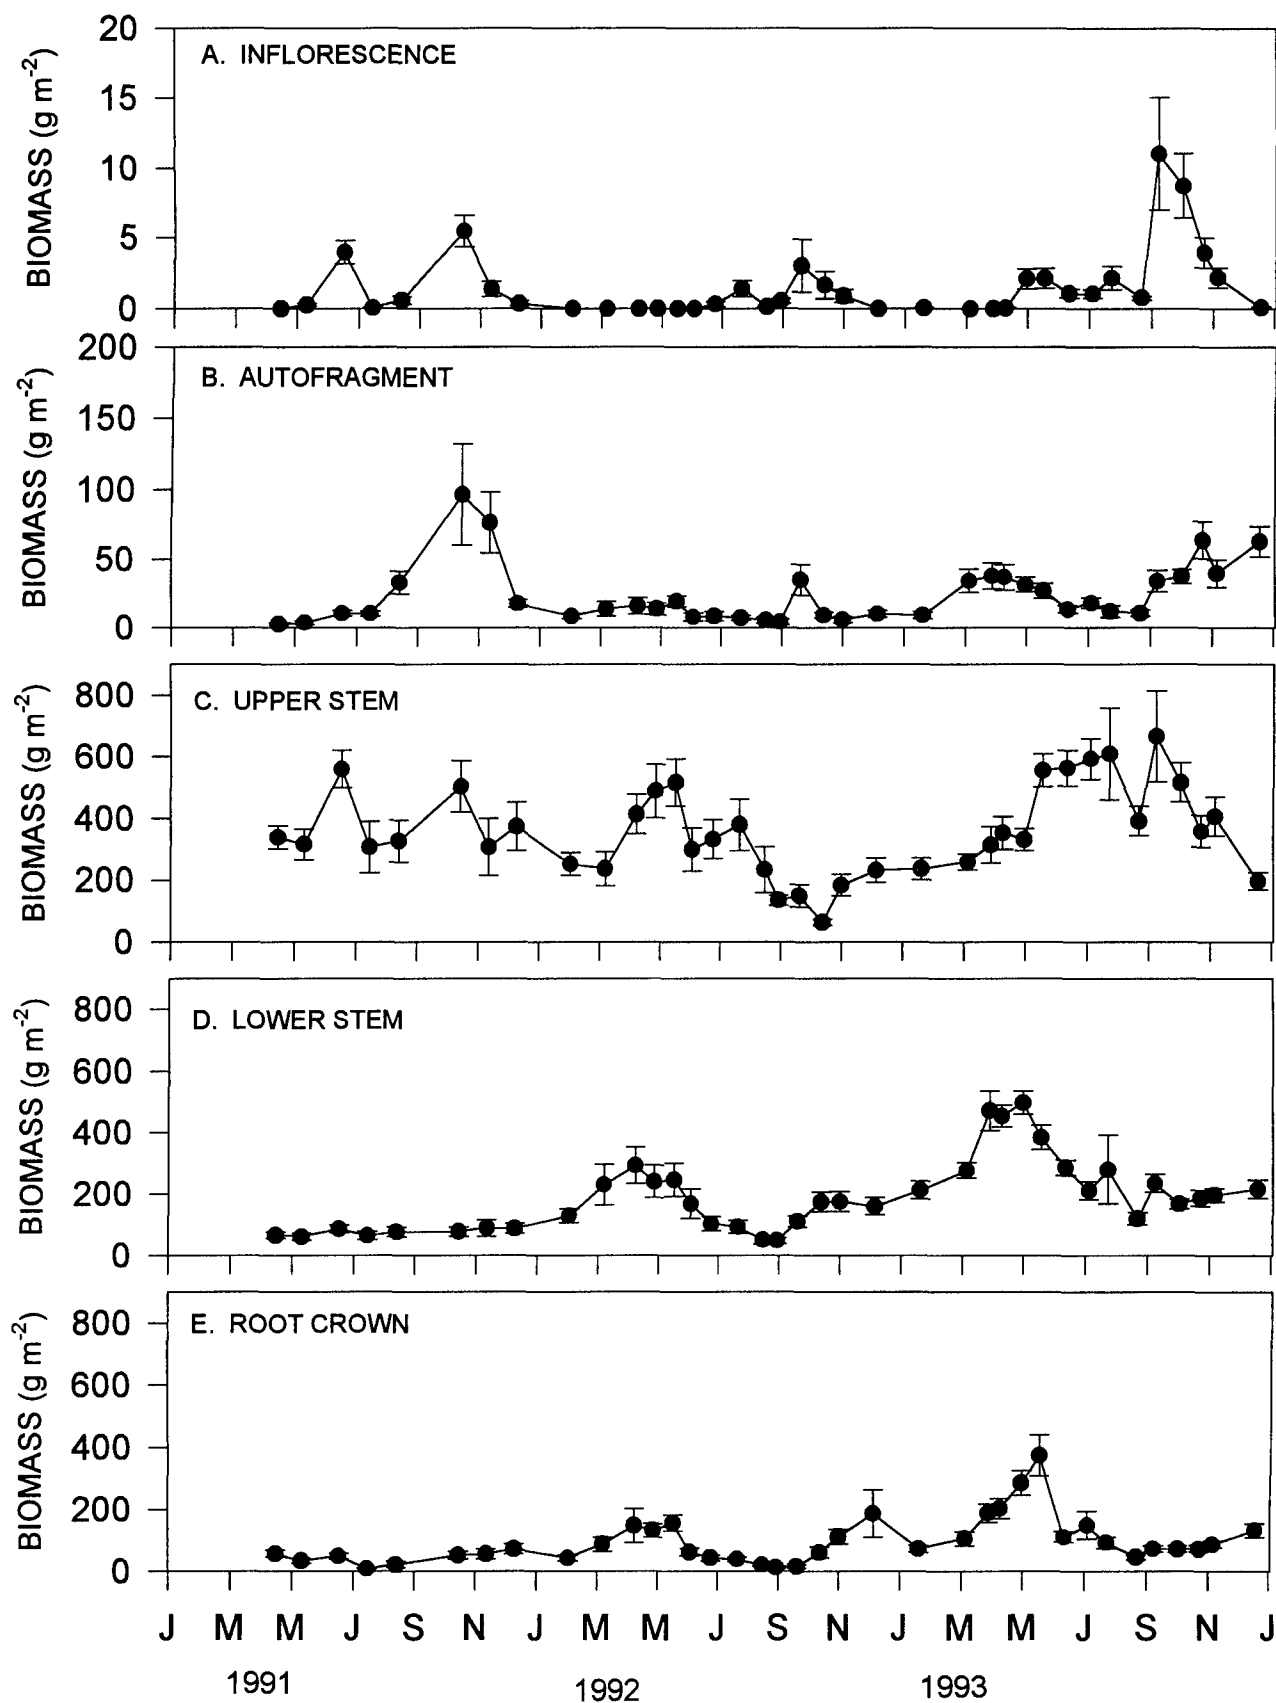 A. INFLORESCENCE
BIOMASS (g m-2)
20
15
10
5
0
B. AUTOFRAGMENT
BIOMASS (g m-2)
200
150
100
50
0
C. UPPER STEM
BIOMASS (g m-2)
800
600
400
200
0
D. LOWER STEM
BIOMASS (g m-2)
800
600
400
200
0
E. ROOT CROWN
BIOMASS (g m-2)
800
600
400
200
0
J M M J S N J M M J S N J M M J S N J
1991 1992 1993